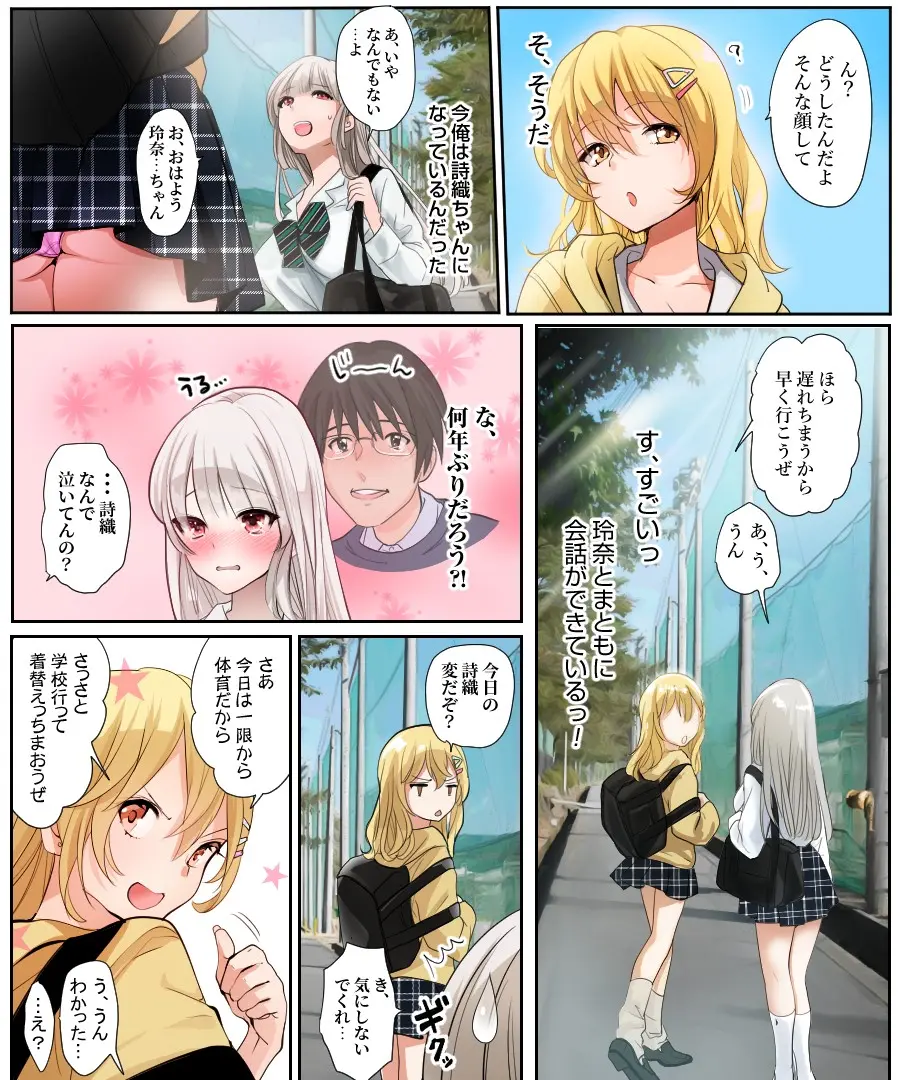 ん?
どうしたんだよ
そんな顔して
そ、そうだ
あ、いや
なんでもない
…よ
今俺は詩織ちゃんに
なっているんだった
お、おはよう
玲奈…ちゃん
ほら
遅れちまうから
早く行こうぜ
あ、う、
うん
す、すごいっ
玲奈とまともに
会話ができているっ!
じーーん
うる…
な、
何年ぶりだろう?!
…詩織
なんで
泣いてんの?
今日の
詩織
変だぞ?
き、
気にしない
でくれ…
ギクッ
さあ
今日は一限から
体育だから
さっさと
学校行って
着替えっちまおうぜ
う、うん
わかった…
…え?